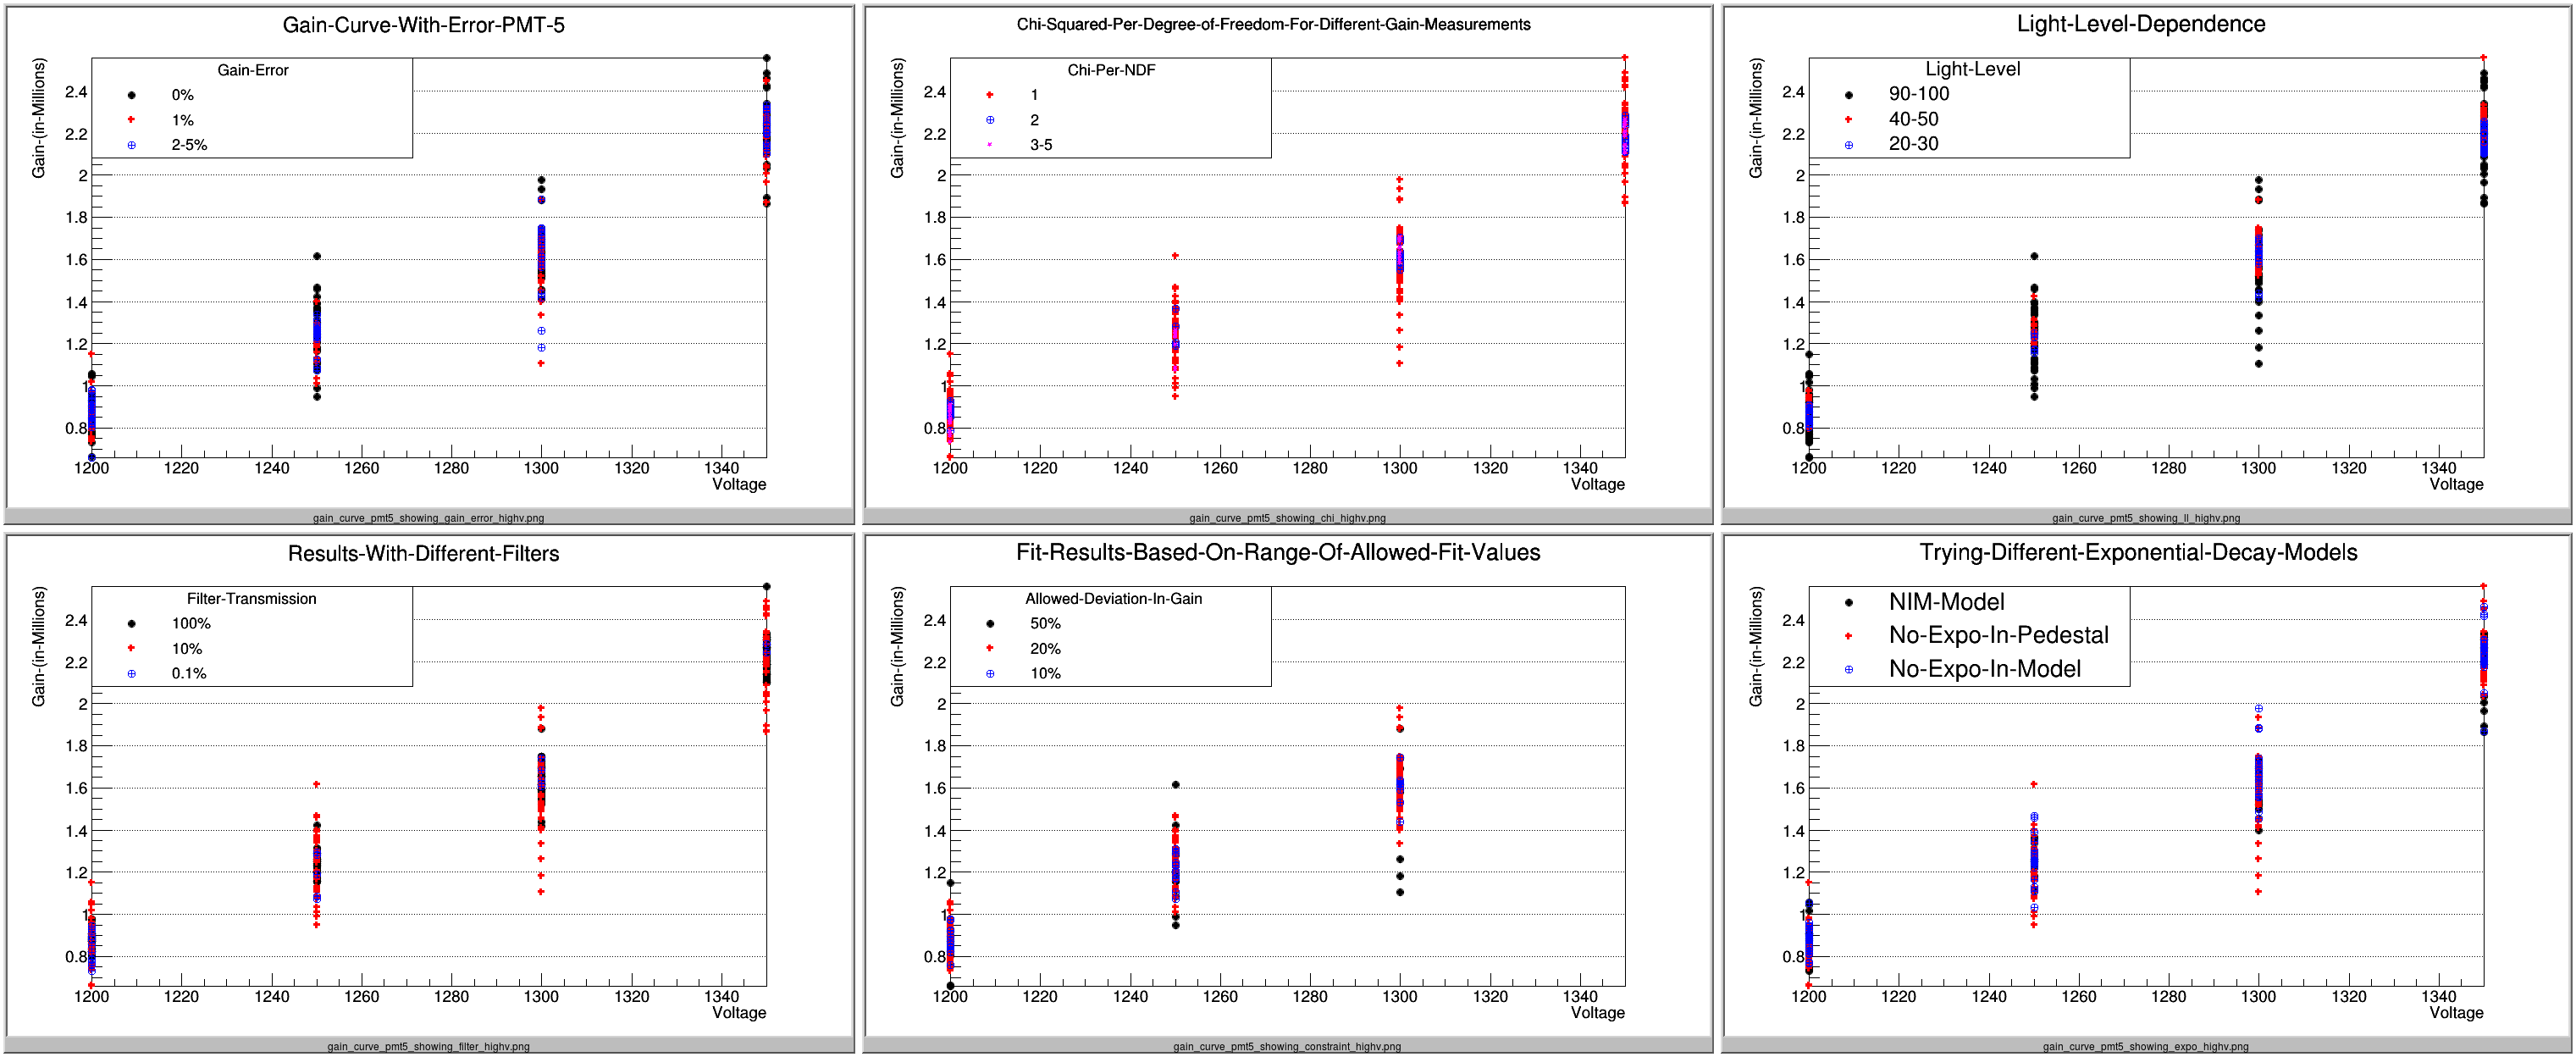 Gain-Curve-With-Error-PMT-5
Gain-(in-Millions)
Gain-Error
0%
1%
2-5%
2.4
2.2
2
1.8
1.6
1.4
1.2
1
0.8
1200 1220 1240 1260 1280 1300 1320 1340
Voltage
gain_curve_pmt5_showing_gain_error_highv.png
Chi-Squared-Per-Degree-of-Freedom-For-Different-Gain-Measurements
Gain-(in-Millions)
Chi-Per-NDF
1
2
3-5
2.4
2.2
2
1.8
1.6
1.4
1.2
1
0.8
1200 1220 1240 1260 1280 1300 1320 1340
Voltage
gain_curve_pmt5_showing_chi_highv.png
Light-Level-Dependence
Gain-(in-Millions)
Light-Level
90-100
40-50
20-30
2.4
2.2
2
1.8
1.6
1.4
1.2
1
0.8
1200 1220 1240 1260 1280 1300 1320 1340
Voltage
gain_curve_pmt5_showing_ll_highv.png
Results-With-Different-Filters
Gain-(in-Millions)
Filter-Transmission
100%
10%
0.1%
2.4
2.2
2
1.8
1.6
1.4
1.2
1
0.8
1200 1220 1240 1260 1280 1300 1320 1340
Voltage
gain_curve_pmt5_showing_filter_highv.png
Fit-Results-Based-On-Range-Of-Allowed-Fit-Values
Gain-(in-Millions)
Allowed-Deviation-In-Gain
50%
20%
10%
2.4
2.2
2
1.8
1.6
1.4
1.2
1
0.8
1200 1220 1240 1260 1280 1300 1320 1340
Voltage
gain_curve_pmt5_showing_constraint_highv.png
Trying-Different-Exponential-Decay-Models
Gain-(in-Millions)
NIM-Model
No-Expo-In-Pedestal
No-Expo-In-Model
2.4
2.2
2
1.8
1.6
1.4
1.2
1
0.8
1200 1220 1240 1260 1280 1300 1320 1340
Voltage
gain_curve_pmt5_showing_expo_highv.png